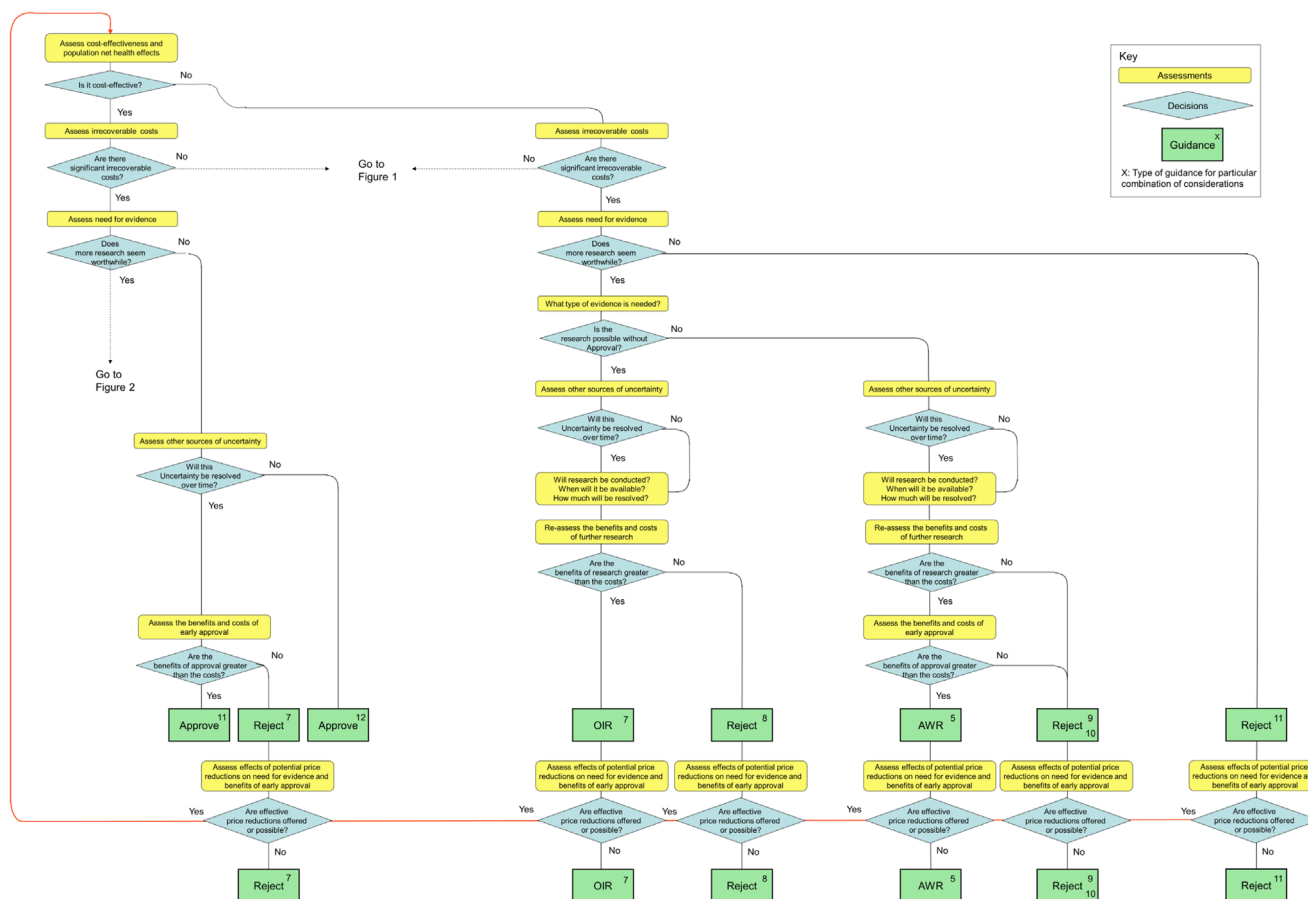 Assess cost-effectiveness and
population net health effects
Is it cost-effective?
No
Yes
Assess irrecoverable costs
Are there
significant irrecoverable
costs?
No
Yes
Go to
Figure 1
Assess irrecoverable costs
Are there
significant irrecoverable
costs?
No
Yes
Key
Assessments
Decisions
Guidance X
X: Type of guidance for particular
combination of considerations
Assess need for evidence
Does
more research seem
worthwhile?
No
Yes
Go to
Figure 2
Assess need for evidence
Does
more research seem
worthwhile?
No
Yes
What type of evidence is needed?
Is the
research possible without
Approval?
No
Yes
Assess other sources of uncertainty
Will this
Uncertainty be resolved
over time?
No
Yes
Assess other sources of uncertainty
Will this
Uncertainty be resolved
over time?
No
Yes
Will research be conducted?
When will it be available?
How much will be resolved?
Re-assess the benefits and costs
of further research
Are the
benefits of research greater
than the costs?
No
Yes
Assess other sources of uncertainty
Will this
Uncertainty be resolved
over time?
No
Yes
Will research be conducted?
When will it be available?
How much will be resolved?
Re-assess the benefits and costs
of further research
Are the
benefits of research greater
than the costs?
No
Yes
Assess the benefits and costs of
early approval
Are the
benefits of approval greater
than the costs?
No
Yes
Assess the benefits and costs of
early approval
Are the
benefits of approval greater
than the costs?
No
Yes
Approve 11
Reject 7
Approve 12
OIR 7
Reject 8
AWR 5
Reject 9
10
Reject 11
Assess effects of potential price
reductions on need for evidence and
benefits of early approval
Assess effects of potential price
reductions on need for evidence and
benefits of early approval
Assess effects of potential price
reductions on need for evidence and
benefits of early approval
Assess effects of potential price
reductions on need for evidence and
benefits of early approval
Assess effects of potential price
reductions on need for evidence and
benefits of early approval
Assess effects of potential price
reductions on need for evidence a
benefits of early approval
Yes
Are effective
price reductions offered
or possible?
No
Yes
Are effective
price reductions offered
or possible?
No
Yes
Are effective
price reductions offered
or possible?
No
Yes
Are effective
price reductions offered
or possible?
No
Are effective
price reductions offered
or possible?
No
Yes
Are effective
price reductions offered
or possible?
No
Reject 7
OIR 7
Reject 8
AWR 5
Reject 9
10
Reject 11